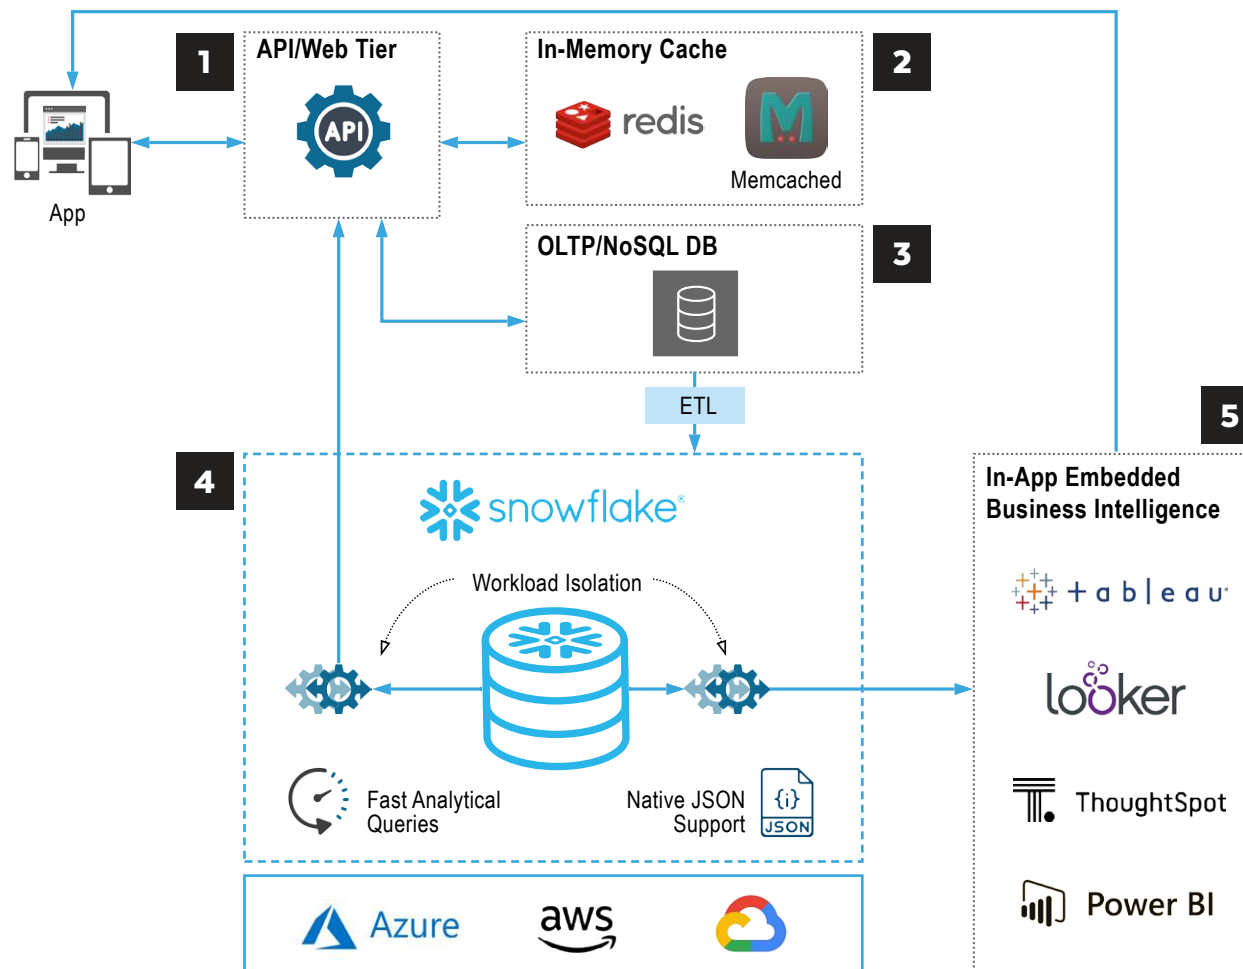 1
API/Web Tier
API
App
In-Memory Cache
2
redis
M
Memcached
OLTP/NoSQL DB
3
ETL
4
snowflake®
Workload Isolation
Fast Analytical
Queries
Native JSON
Support
{i}
JSON
Azure
aws
5
In-App Embedded
Business Intelligence
+ableau
looker
ThoughtSpot
Power BI